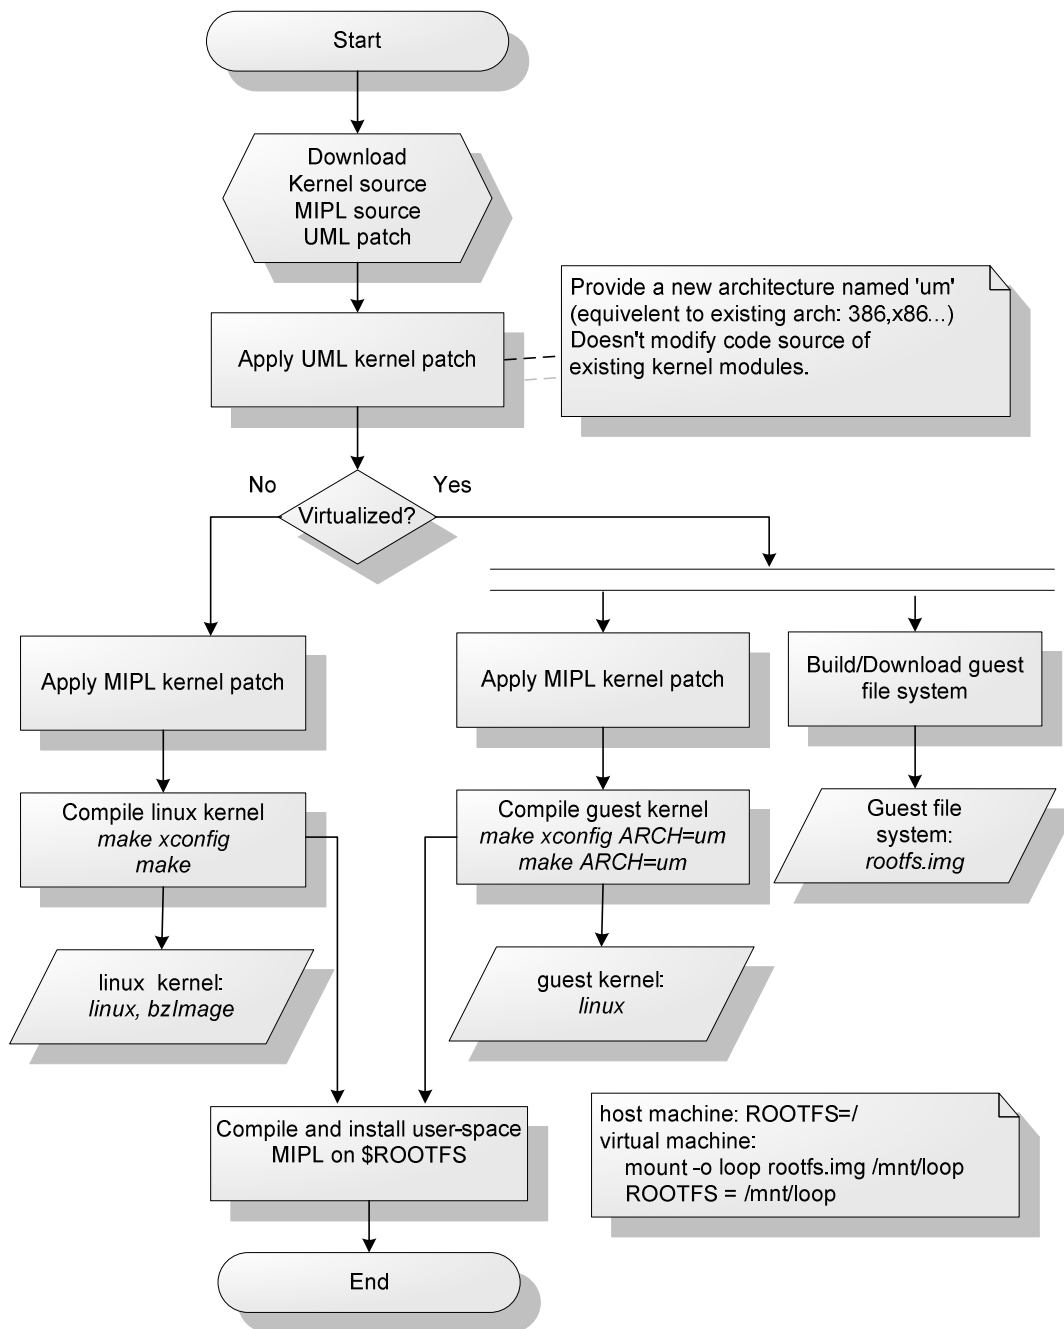 Start
Download
Kernel source
MIPL source
UML patch
Apply UML kernel patch
Provide a new architecture named 'um'
(equivelent to existing arch: 386,x86...)
Doesn't modify code source of
existing kernel modules.
No
Yes
Virtualized?
Apply MIPL kernel patch
Apply MIPL kernel patch
Build/Download guest
file system
Compile linux kernel
make xconfig
make
Compile guest kernel
make xconfig ARCH=um
make ARCH=um
Guest file
system:
rootfs.img
linux kernel:
linux, bzImage
guest kernel:
linux
Compile and install user-space
MIPL on $ROOTFS
host machine: ROOTFS=/
virtual machine:
mount -o loop rootfs.img /mnt/loop
ROOTFS = /mnt/loop
End